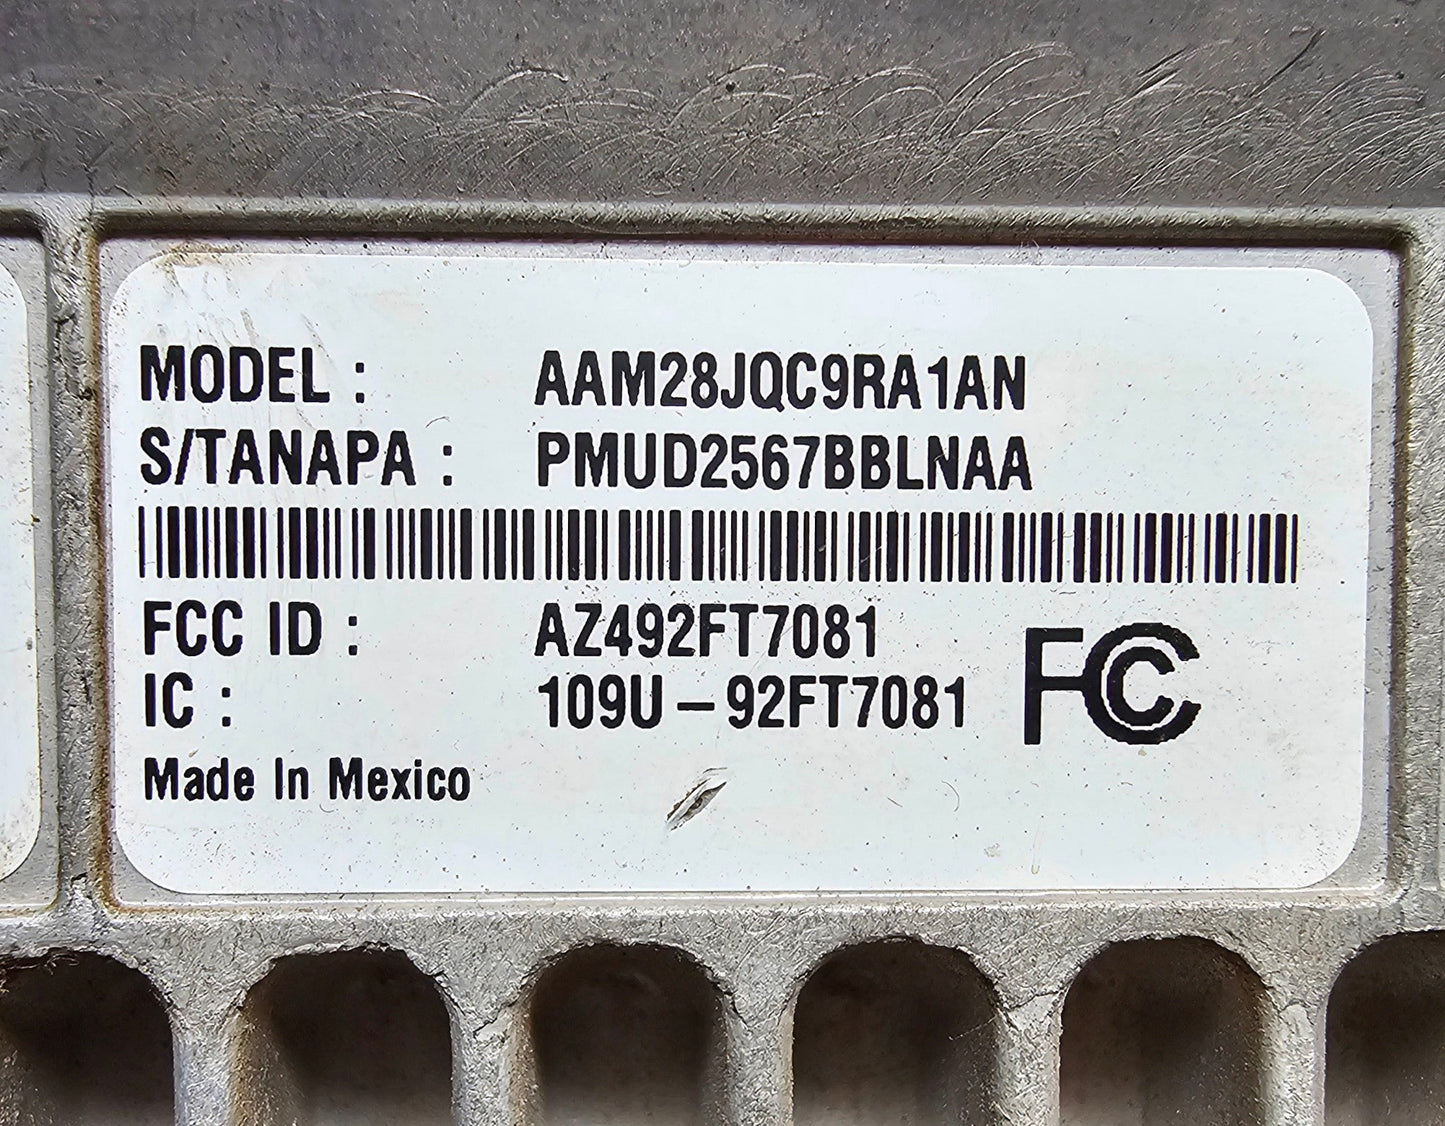 MODEL : AAM28JQC9RA1AN
S/TANAPA : PMUD2567BBLNAA
FCC ID : AZ492FT7081
IC : 109U-92FT7081
FC
Made In Mexico